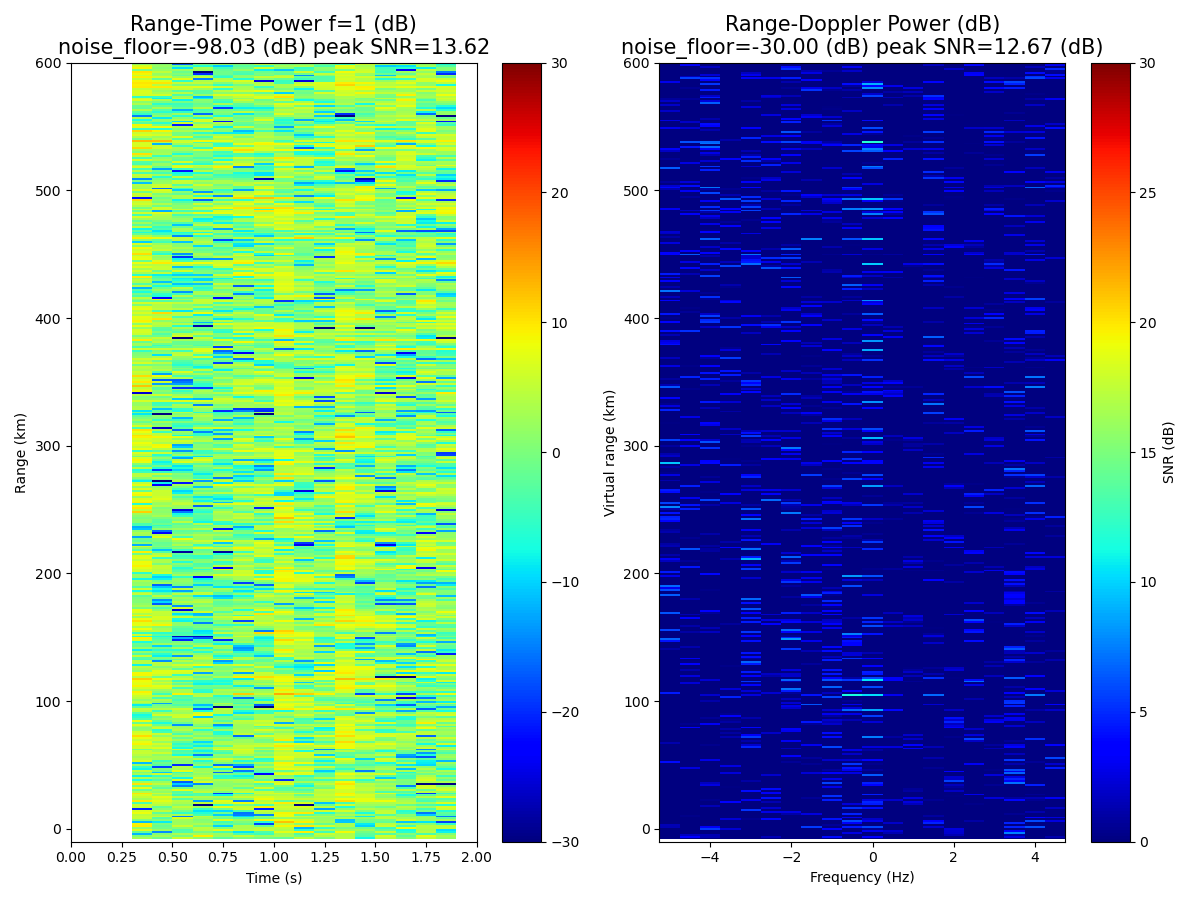 Range-Time Power f=1 (dB)
noise_floor=-98.03 (dB) peak SNR=13.62
600
500
400
300
200
100
0
Range (km)
0.00 0.25 0.50 0.75 1.00 1.25 1.50 1.75 2.00
Time (s)
30
20
10
0
−10
−20
−30
Range-Doppler Power (dB)
noise_floor=-30.00 (dB) peak SNR=12.67 (dB)
600
500
400
300
200
100
0
Virtual range (km)
−4 −2 0 2 4
Frequency (Hz)
30
25
20
15
10
5
0
SNR (dB)